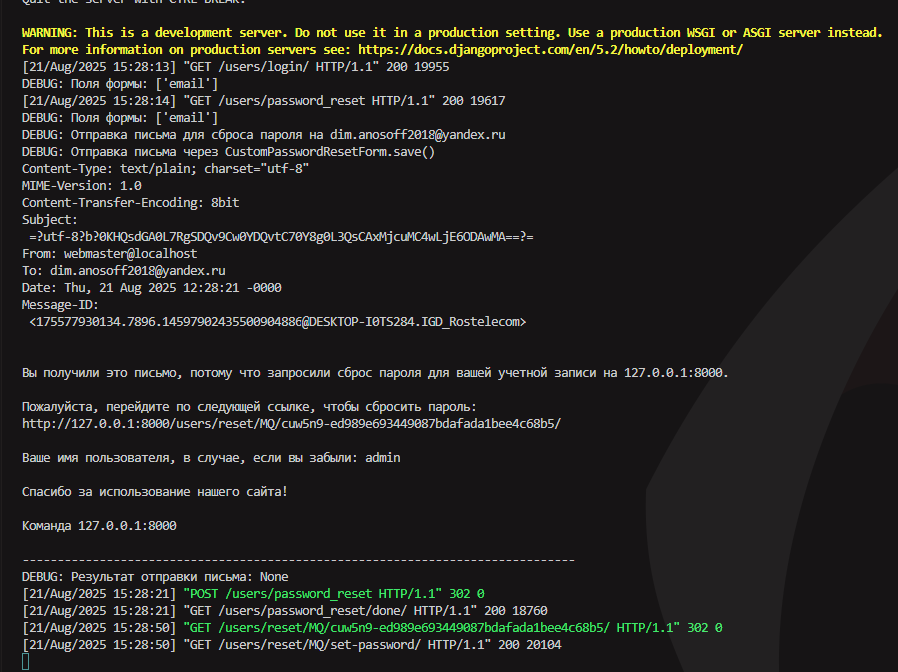 Quit the server with CTRL-BREAK.
WARNING: This is a development server. Do not use it in a production setting. Use a production WSGI or ASGI server instead.
For more information on production servers see: https://docs.djangoproject.com/en/5.2/howto/deployment/
[21/Aug/2025 15:28:13] "GET /users/login/ HTTP/1.1" 200 19955
DEBUG: Поля формы: ['email']
[21/Aug/2025 15:28:14] "GET /users/password_reset HTTP/1.1" 200 19617
DEBUG: Поля формы: ['email']
DEBUG: Отправка письма для сброса пароля на dim.anosoff2018@yandex.ru
DEBUG: Отправка письма через CustomPasswordResetForm.save()
Content-Type: text/plain; charset="utf-8"
MIME-Version: 1.0
Content-Transfer-Encoding: 8bit
Subject:
=?utf-8?b?0KHQsdGA0L7RgSDQv9Cw0YDQvtC70Y8g0L3QsCAxMjcuMC4wLjE6ODAwMA==?=
From: webmaster@localhost
To: dim.anosoff2018@yandex.ru
Date: Thu, 21 Aug 2025 12:28:21 -0000
Message-ID:
<175577930134.7896.14597902435500904886@DESKTOP-I0TS284.IGD_Rostelecom>
Вы получили это письмо, потому что запросили сброс пароля для вашей учетной записи на 127.0.0.1:8000.
Пожалуйста, перейдите по следующей ссылке, чтобы сбросить пароль:
http://127.0.0.1:8000/users/reset/MQ/cuw5n9-ed989e693449087bdafada1bee4c68b5/
Ваше имя пользователя, в случае, если вы забыли: admin
Спасибо за использование нашего сайта!
Команда 127.0.0.1:8000
-------------------------------------------------------------------------------
DEBUG: Результат отправки письма: None
[21/Aug/2025 15:28:21] "POST /users/password_reset HTTP/1.1" 302 0
[21/Aug/2025 15:28:21] "GET /users/password_reset/done/ HTTP/1.1" 200 18760
[21/Aug/2025 15:28:50] "GET /users/reset/MQ/cuw5n9-ed989e693449087bdafada1bee4c68b5/ HTTP/1.1" 302 0
[21/Aug/2025 15:28:50] "GET /users/reset/MQ/set-password/ HTTP/1.1" 200 20104